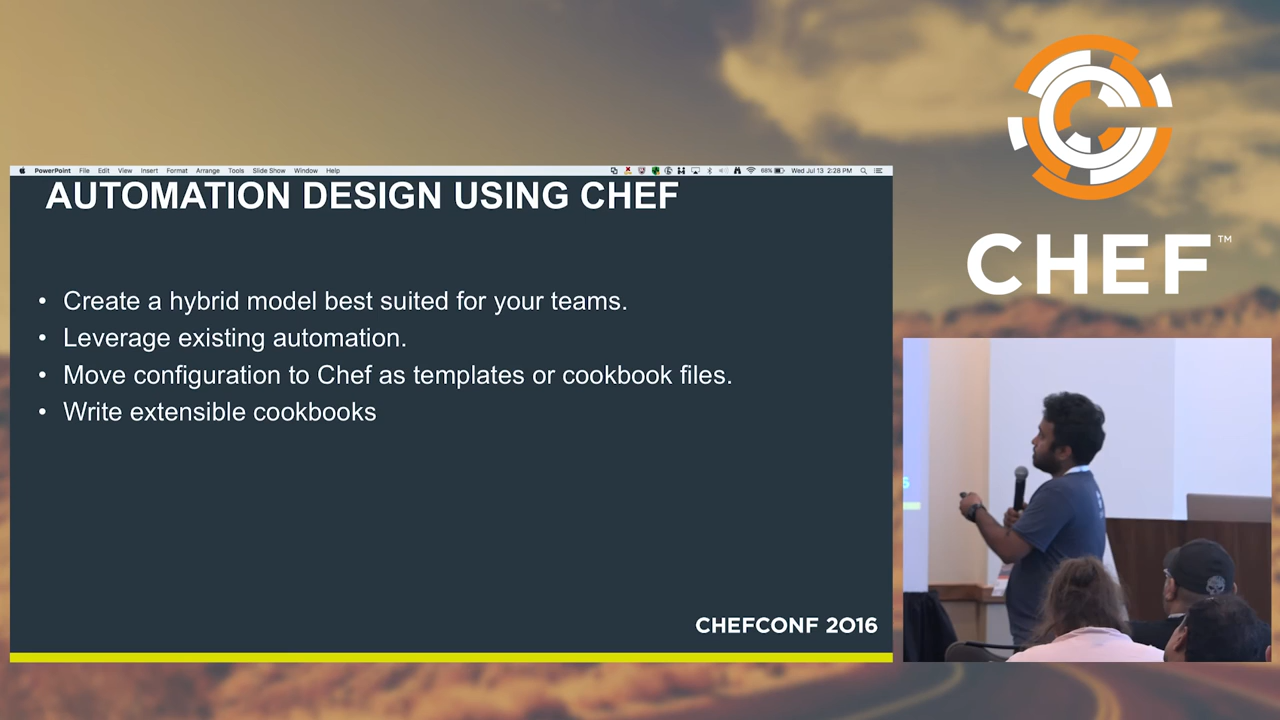 PowerPoint File Edit View Insert Format Arrange Tools Slide Show Window Help 68% Wed Jul 13 2:28 PM
AUTOMATION DESIGN USING CHEF
• Create a hybrid model best suited for your teams.
• Leverage existing automation.
• Move configuration to Chef as templates or cookbook files.
• Write extensible cookbooks
CHEFCONF 2016
CHEF™